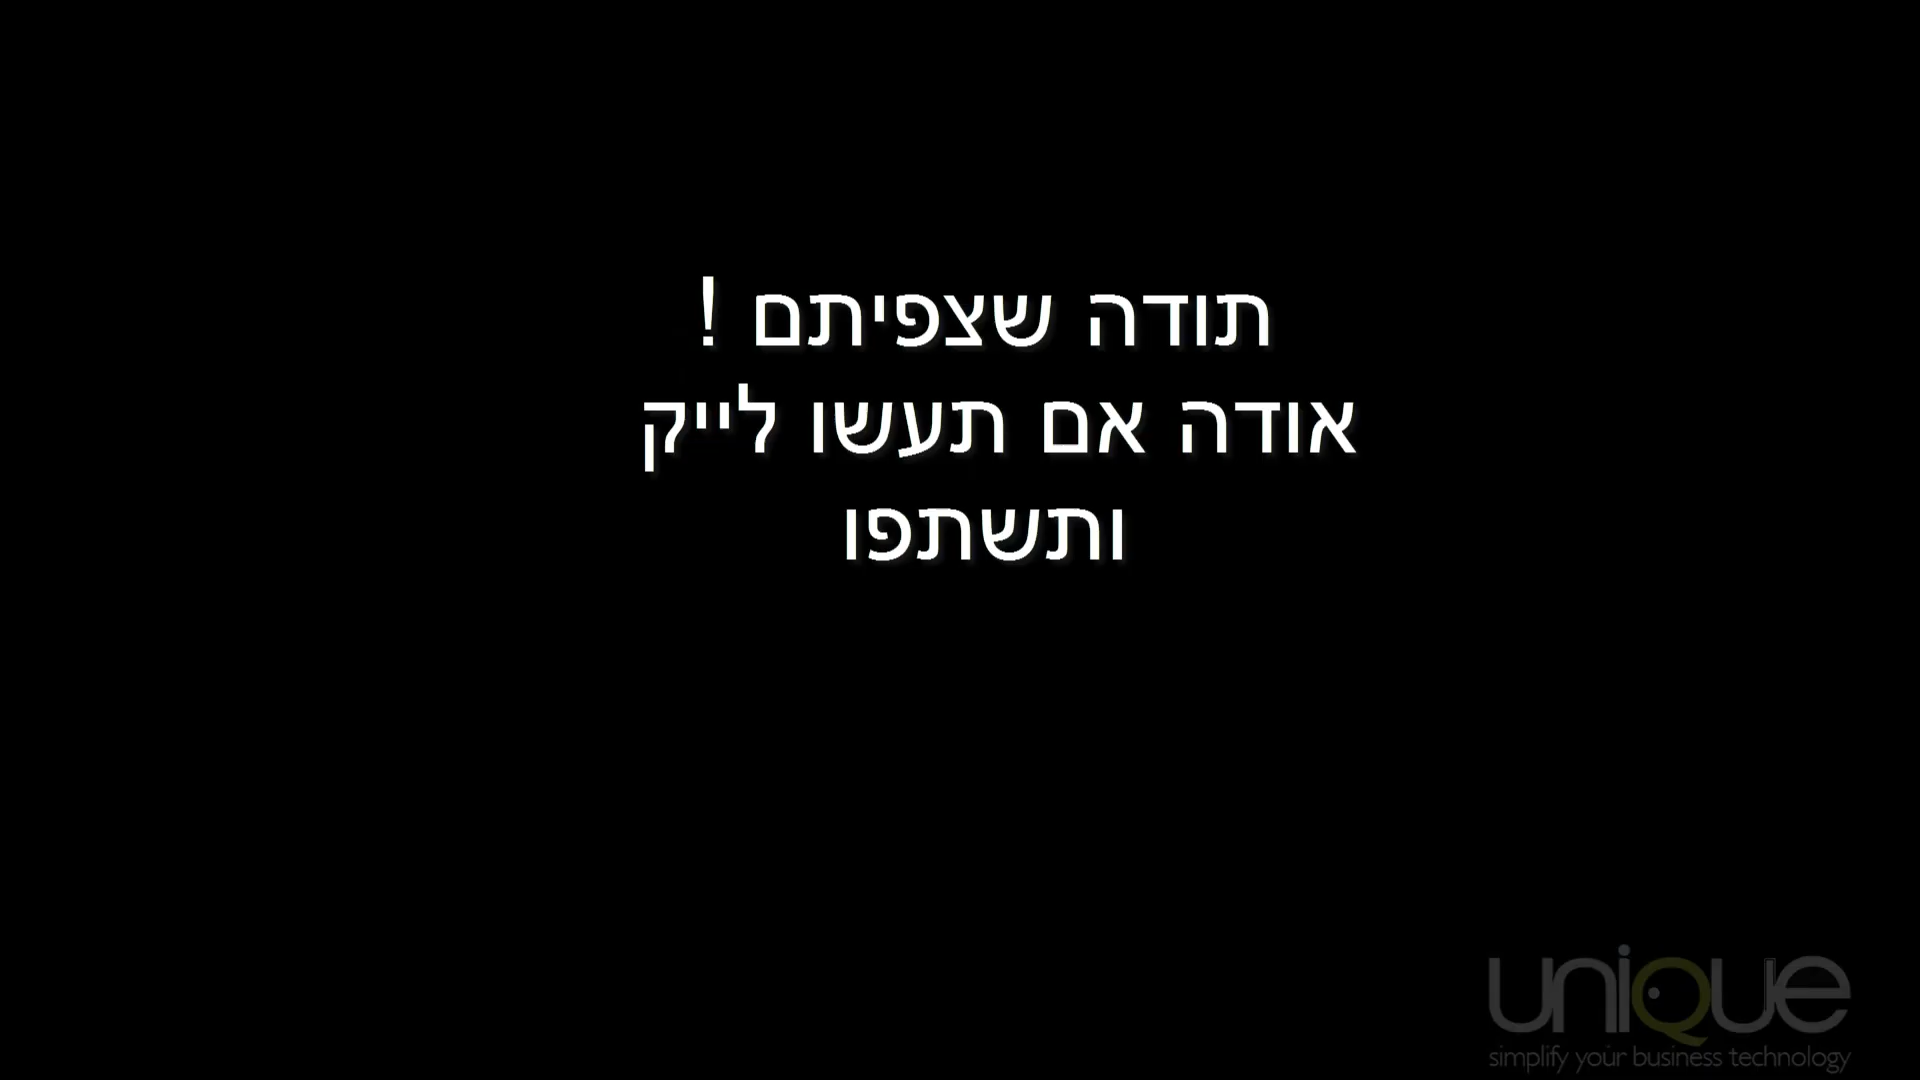 תודה שצפיתם !
אודה אם תעשו לייק
ותשתפו
unique
simplify your business technology